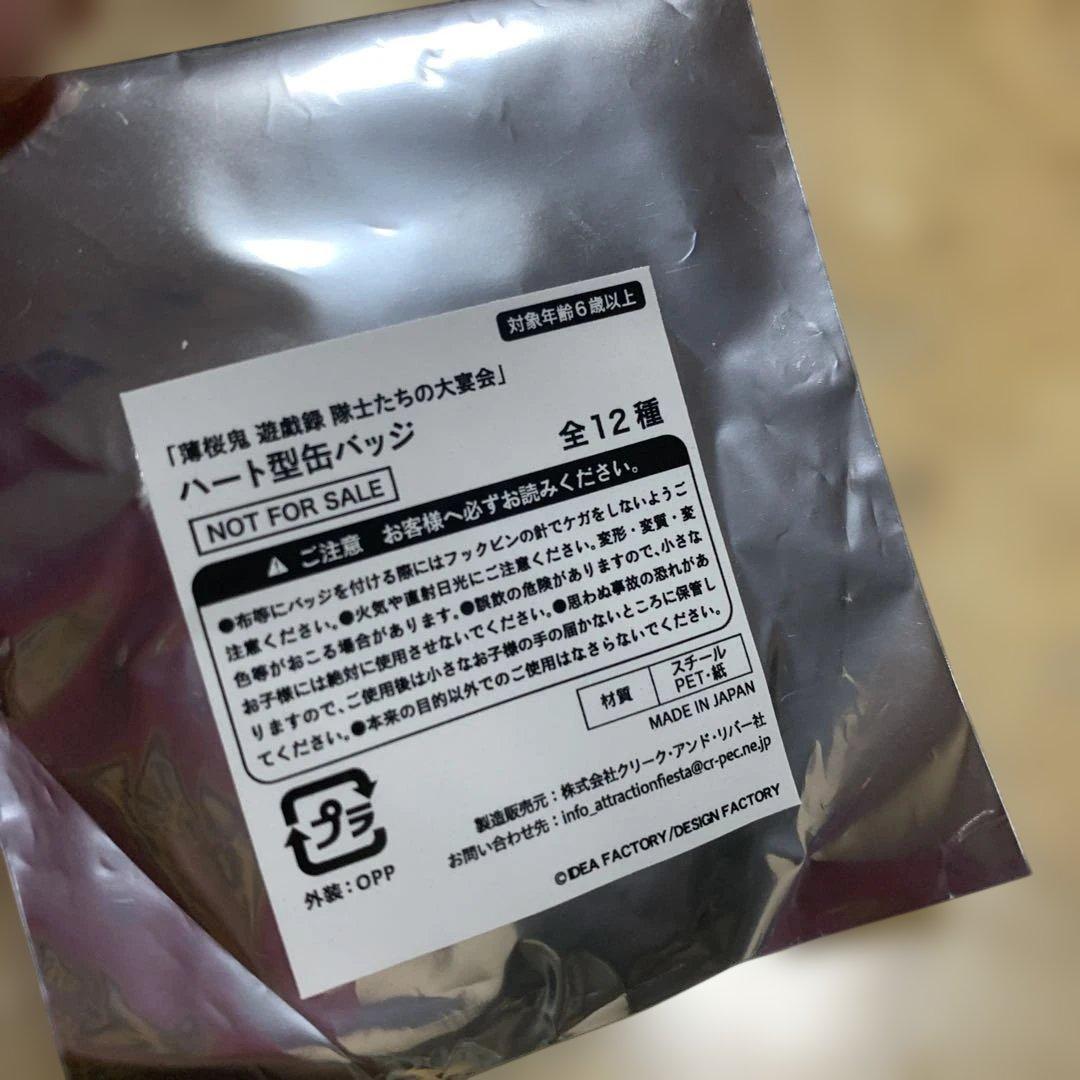 対象年齢6歳以上
「薄桜鬼 遊戯録 隊士たちの大宴会」
ハート型缶バッジ
全12種
NOT FOR SALE
ご注意 お客様へ必ずお読みください。
●布等にバッジを付ける際にはフックピンの針でケガをしないようご
注意ください。●火気や直射日光にご注意ください。変形・変質・変
色等がおこる場合があります。●誤飲の危険がありますので、小さな
お子様には絶対に使用させないでください。●思わぬ事故の恐れがあ
りますので、ご使用後は小さなお子様の手の届かないところに保管し
てください。●本来の目的以外でのご使用はなさらないでください。
材質 スチール
PET・紙
MADE IN JAPAN
プラ
外装：OPP
製造販売元：株式会社クリーク・アンド・リバー社
お問い合わせ先：info_attractionfiesta@cr-pec.ne.jp
©IDEA FACTORY/DESIGN FACTORY